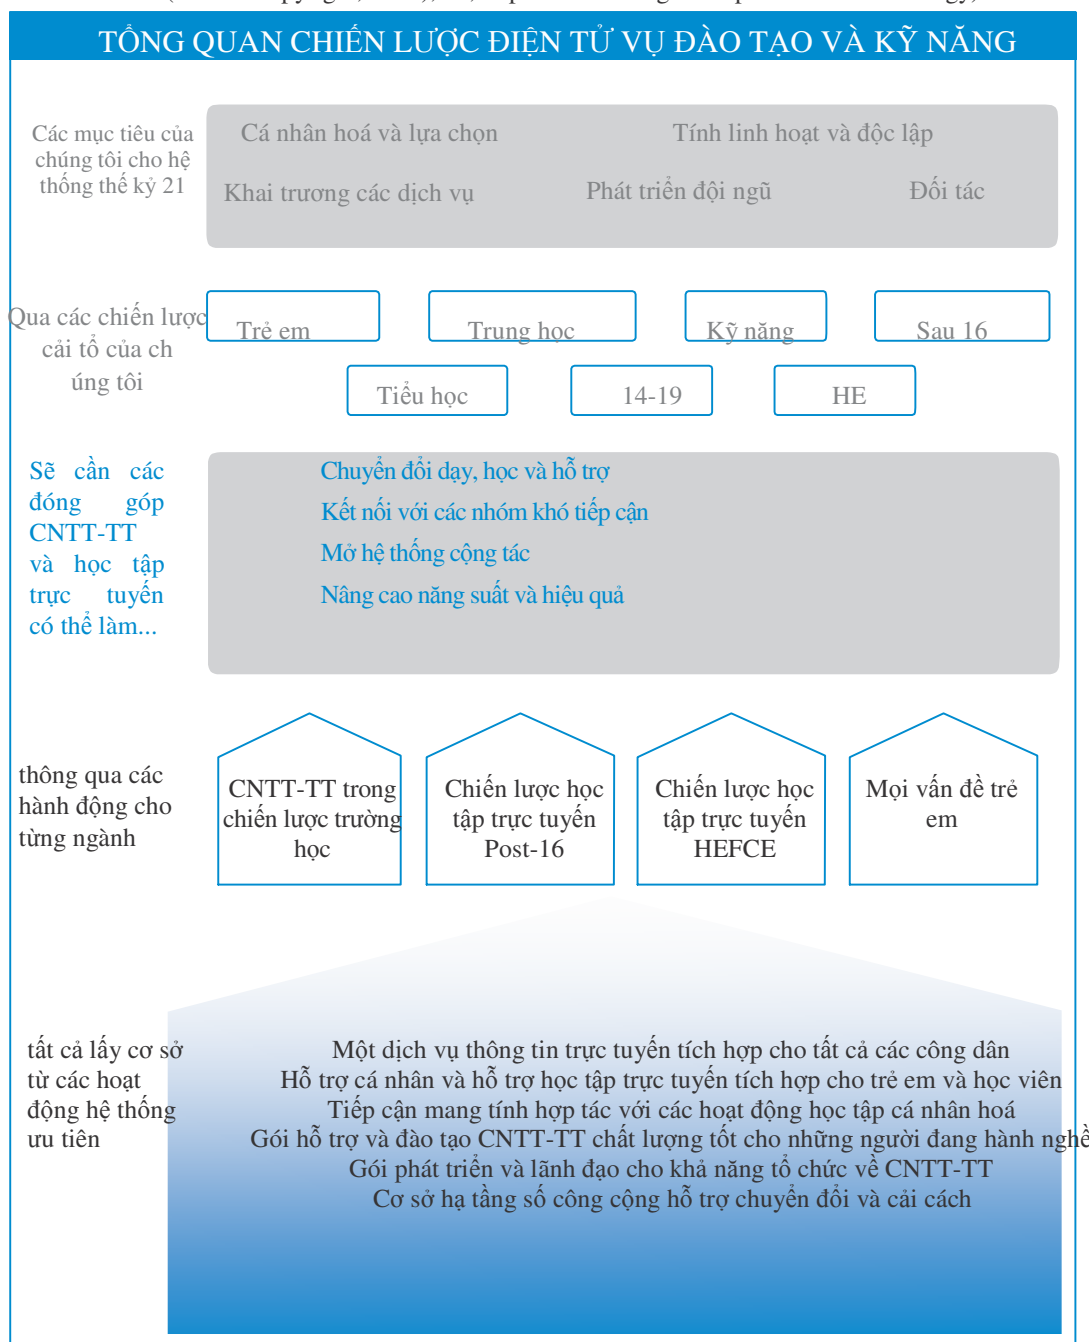 TỔNG QUAN CHIẾN LƯỢC ĐIỆN TỬ VỤ ĐÀO TẠO VÀ KỸ NĂNG
Các mục tiêu của
chúng tôi cho hệ
thống thế kỷ 21
Cá nhân hoá và lựa chọn
Tính linh hoạt và độc lập
Khai trương các dịch vụ
Phát triển đội ngũ
Đối tác
Qua các chiến lược
cải tổ của ch
úng tôi
Trẻ em
Trung học
Kỹ năng
Sau 16
Tiểu học
14-19
HE
Sẽ cần các
đóng góp
CNTT-TT
và học tập
trực tuyến
có thể làm...
Chuyển đổi dạy, học và hỗ trợ
Kết nối với các nhóm khó tiếp cận
Mở hệ thống cộng tác
Nâng cao năng suất và hiệu quả
thông qua các
hành động cho
từng ngành
CNTT-TT trong
chiến lược trường
học
Chiến lược học
tập trực tuyến
Post-16
Chiến lược học
tập trực tuyến
HEFCE
Mọi vấn đề trẻ
em
tất cả lấy cơ sở
từ các hoạt
động hệ thống
ưu tiên
Một dịch vụ thông tin trực tuyến tích hợp cho tất cả các công dân
Hỗ trợ cá nhân và hỗ trợ học tập trực tuyến tích hợp cho trẻ em và học viên
Tiếp cận mang tính hợp tác với các hoạt động học tập cá nhân hoá
Gói hỗ trợ và đào tạo CNTT-TT chất lượng tốt cho những người đang hành nghề
Gói phát triển và lãnh đạo cho khả năng tổ chức về CNTT-TT
Cơ sở hạ tầng số công cộng hỗ trợ chuyển đổi và cải cách